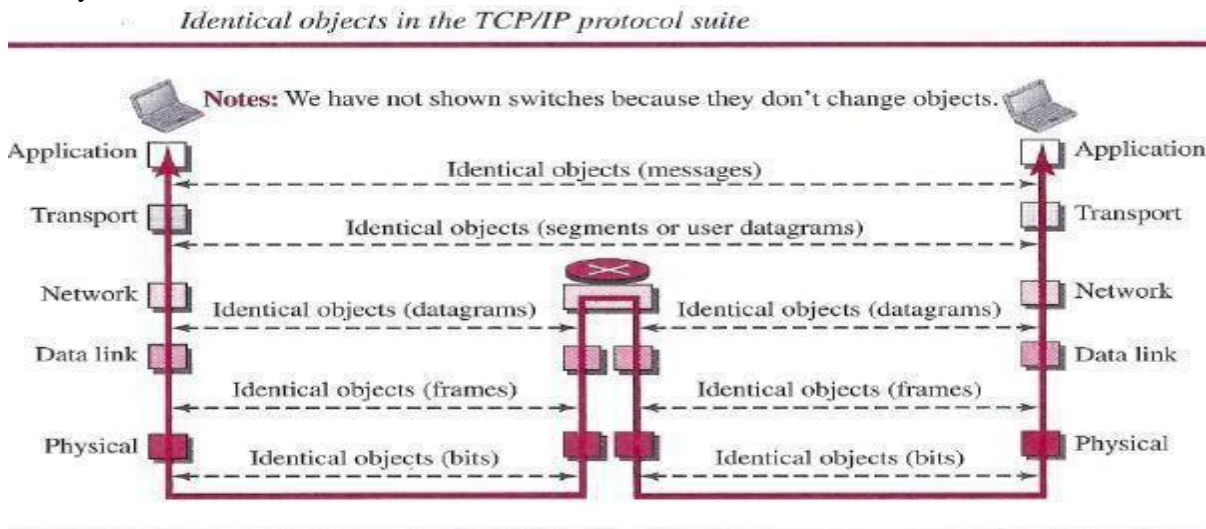 Identical objects in the TCP/IP protocol suite
Notes: We have not shown switches because they don't change objects.
Application
Application
Identical objects (messages)
Transport
Transport
Identical objects (segments or user datagrams)
Network
Network
Identical objects (datagrams)
Identical objects (datagrams)
Data link
Data link
Identical objects (frames)
Identical objects (frames)
Physical
Physical
Identical objects (bits)
Identical objects (bits)